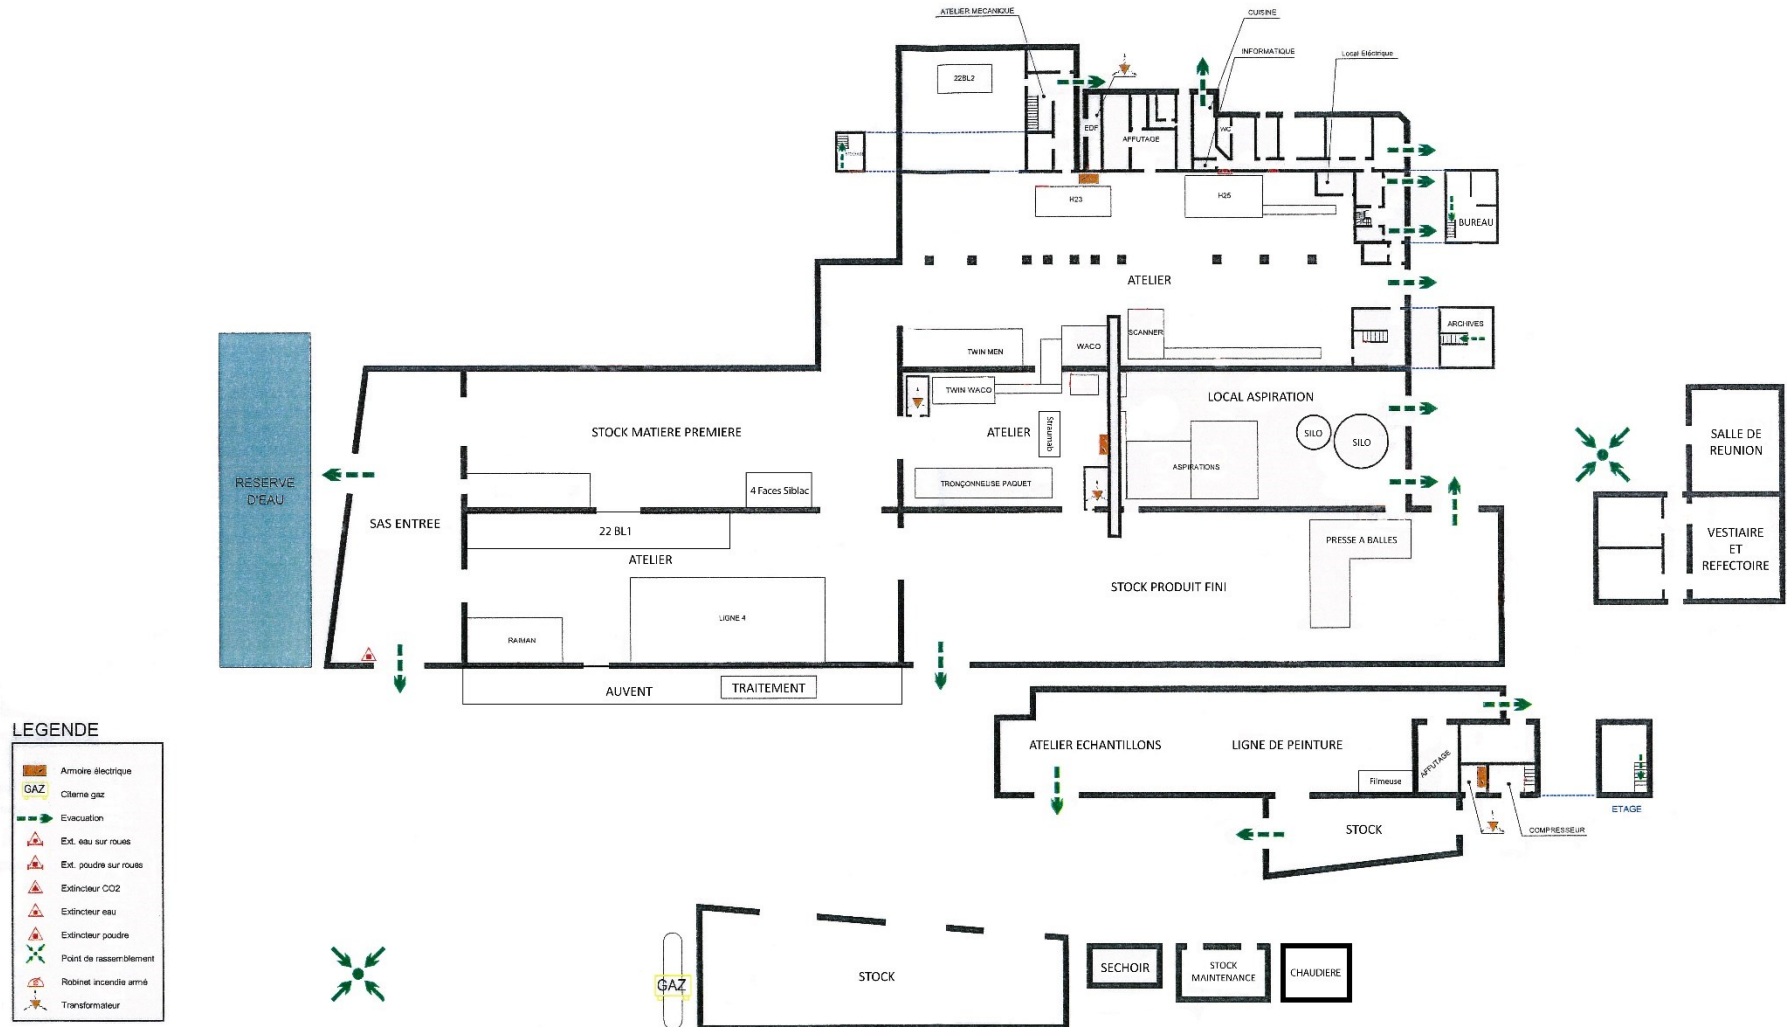 ATELIER MECANIQUE
CUISINE
INFORMATIQUE
Local Eléctrique
22BL2
EDF
AFFUTAGE
WC
H23
H25
BUREAU
ATELIER
ARCHIVES
SCANNER
TWIN MEN
WACO
TWIN WACO
LOCAL ASPIRATION
STOCK MATIERE PREMIERE
ATELIER
Straumab
SILO
SILO
SALLE DE
REUNION
ASPIRATIONS
RESERVE
D'EAU
4 Faces Siblac
TRONÇONNEUSE PAQUET
SAS ENTREE
22 BL1
ATELIER
PRESSE A BALLES
VESTIAIRE
ET
REFECTOIRE
STOCK PRODUIT FINI
LIGNE 4
RAIMAN
AUVENT
TRAITEMENT
ATELIER ECHANTILLONS
LIGNE DE PEINTURE
AFFUTAGE
Filmeuse
ETAGE
STOCK
COMPRESSEUR
LEGENDE
Armoire électrique
GAZ
Citerne gaz
Evacuation
Ext. eau sur roues
Ext. poudre sur roues
Extincteur CO2
Extincteur eau
Extincteur poudre
Point de rassemblement
Robinet incendie armé
Transformateur
GAZ
STOCK
SECHOIR
STOCK
MAINTENANCE
CHAUDIERE